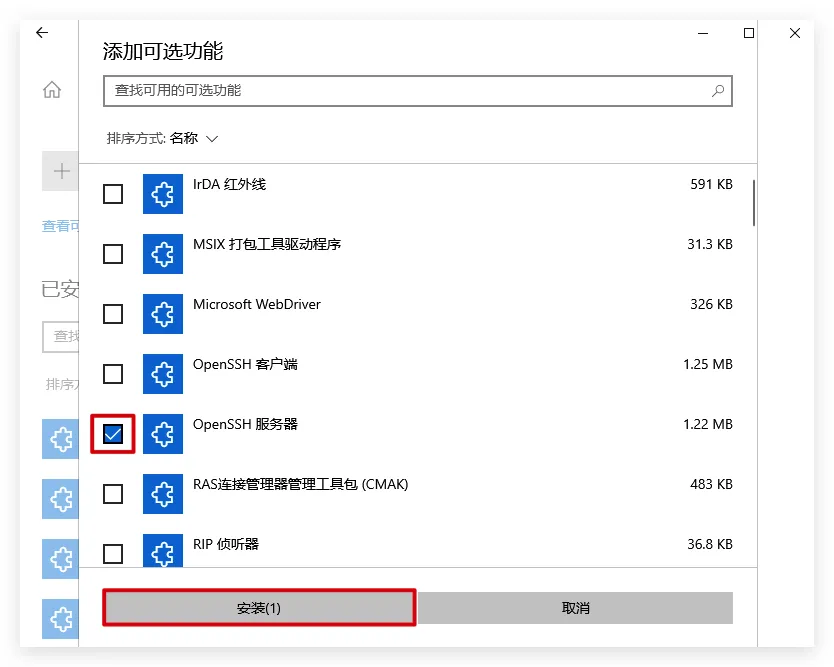 添加可选功能
查找可用的可选功能
排序方式: 名称
查看可
已安
查找
排序方
IrDA 红外线 591 KB
MSIX 打包工具驱动程序 31.3 KB
Microsoft WebDriver 326 KB
OpenSSH 客户端 1.25 MB
OpenSSH 服务器 1.22 MB
RAS连接管理器管理工具包 (CMAK) 483 KB
RIP 侦听器 36.8 KB
安装(1) 取消